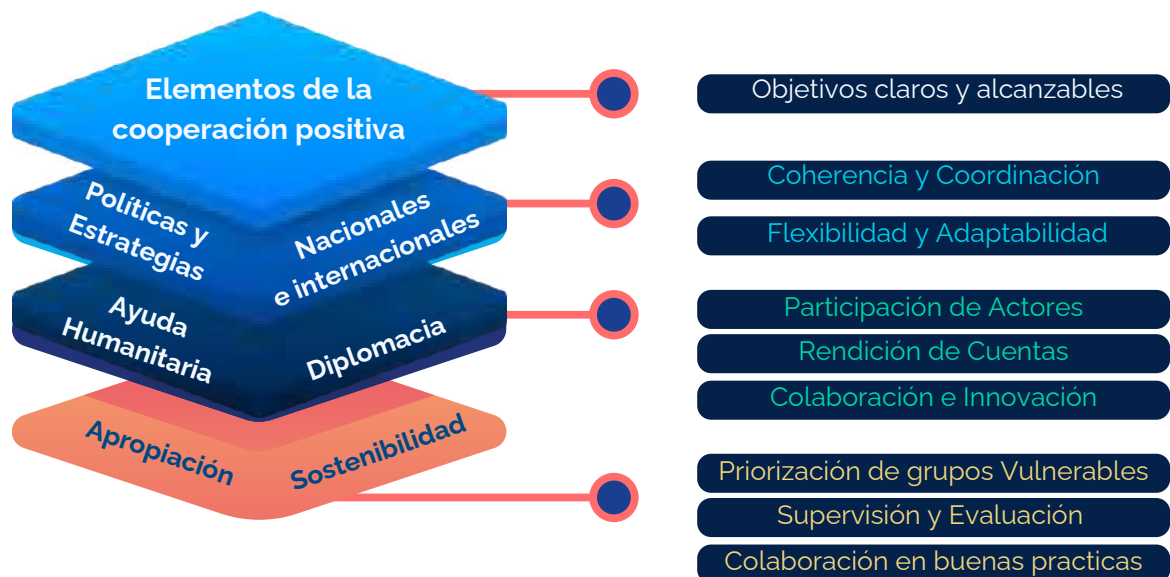 Elementos de la
cooperación positiva
Políticas y
Estrategias
Nacionales
e internacionales
Ayuda
Humanitaria
Diplomacia
Apropiación
Sostenibilidad
Objetivos claros y alcanzables
Coherencia y Coordinación
Flexibilidad y Adaptabilidad
Participación de Actores
Rendición de Cuentas
Colaboración e Innovación
Priorización de grupos Vulnerables
Supervisión y Evaluación
Colaboración en buenas practicas